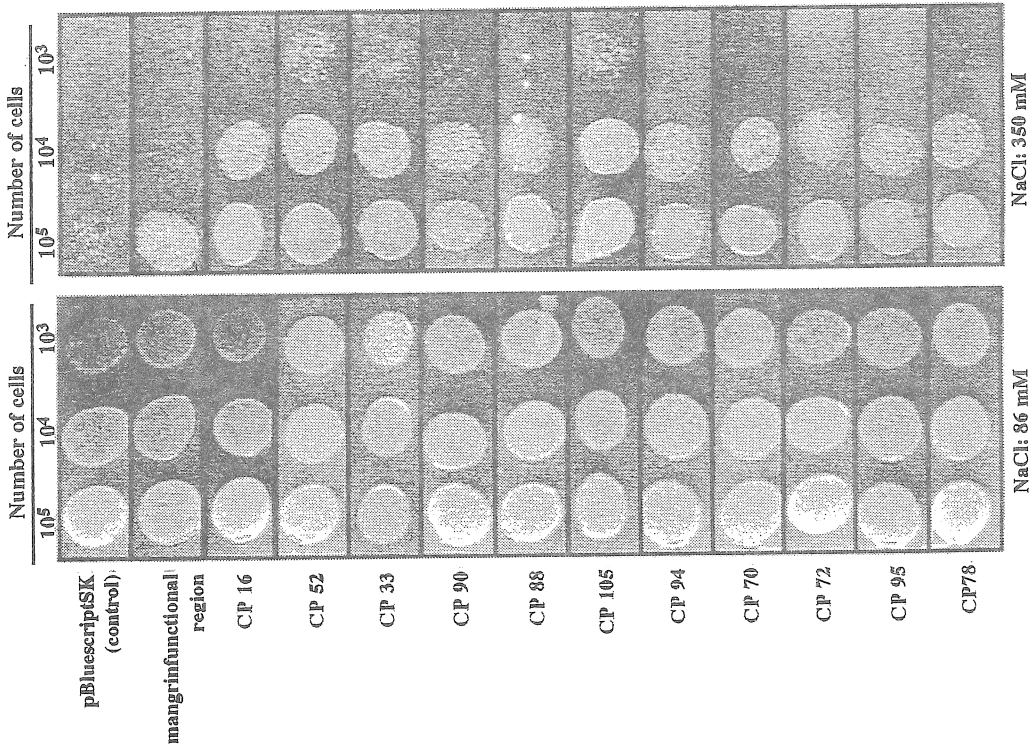 Number of cells
10³
10⁴
10⁵
NaCl: 350 mM
Number of cells
10³
10⁴
10⁵
NaCl: 86 mM
pBluescriptSK
(control)
mangrinfunctional
region
CP 16
CP 52
CP 33
CP 90
CP 88
CP 105
CP 94
CP 70
CP 72
CP 95
CP78